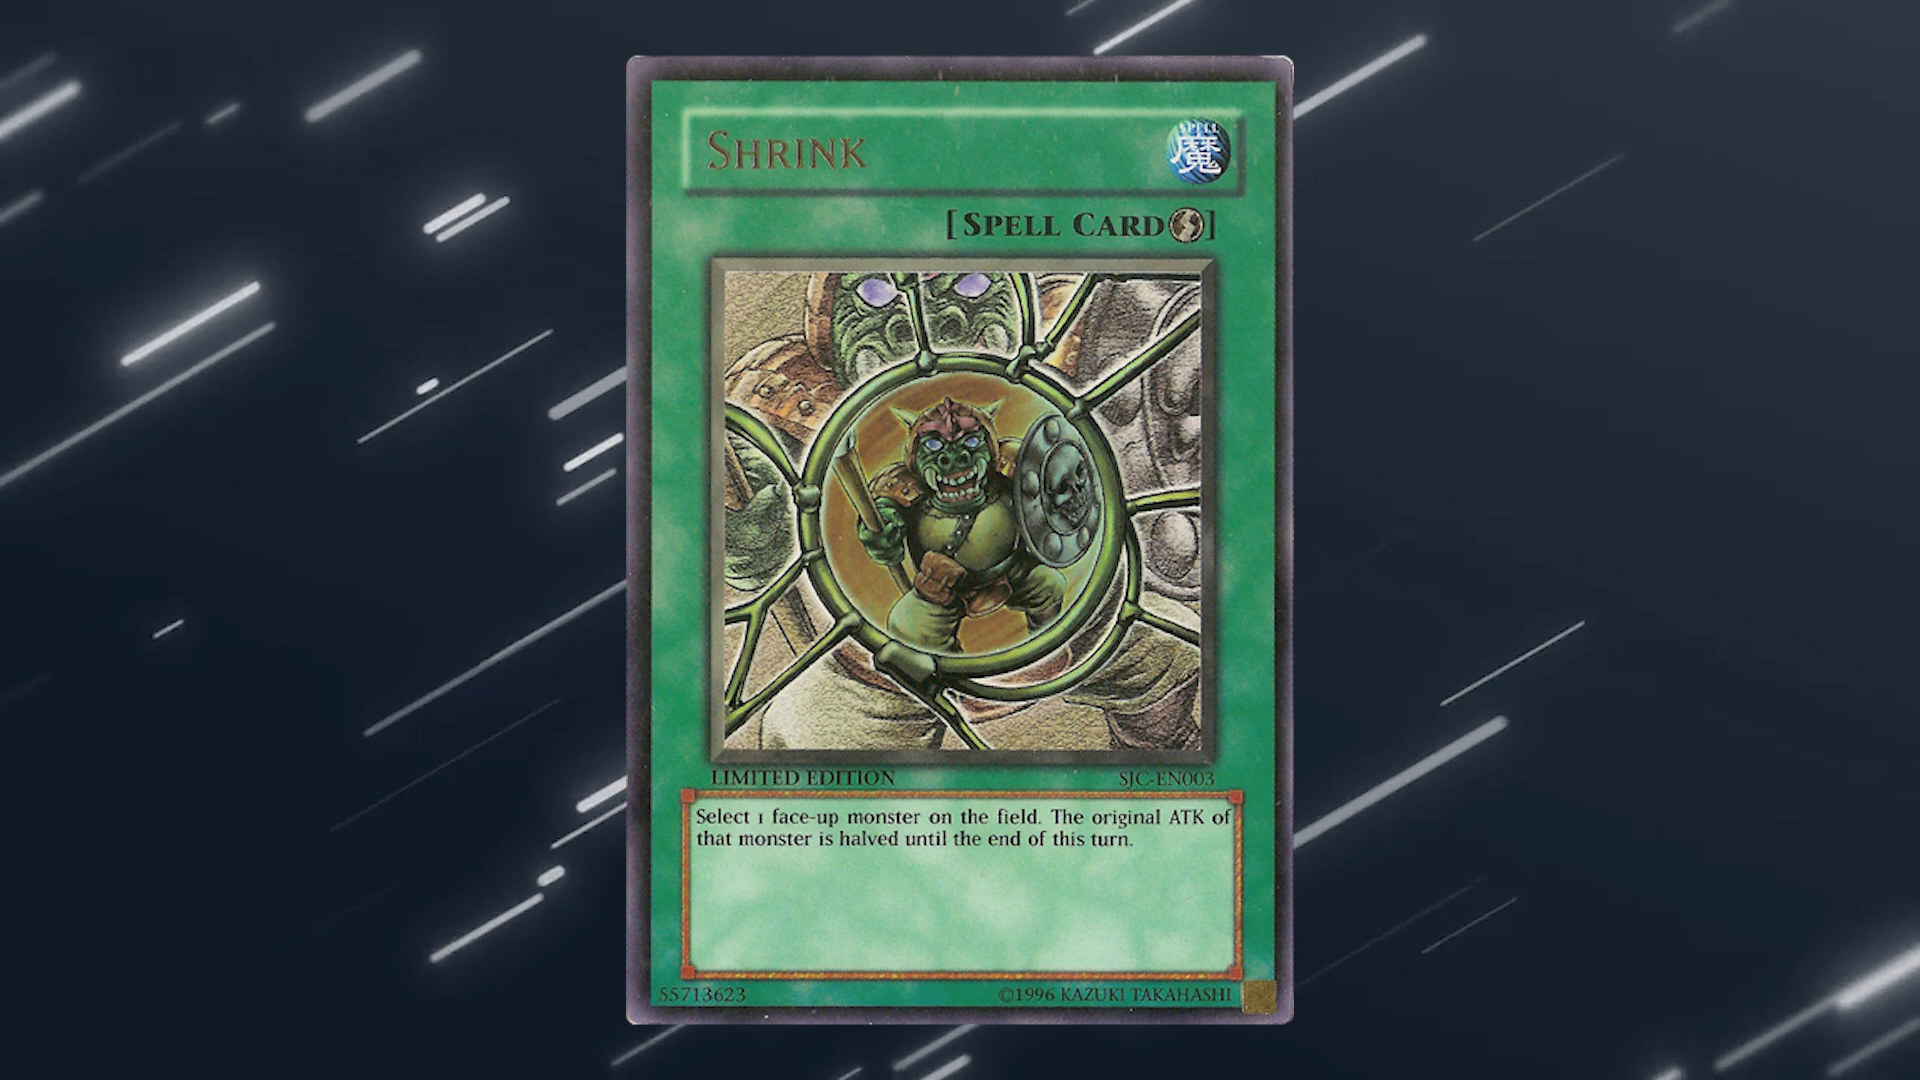 SHRINK
SPELL
魔
[SPELL CARD]
LIMITED EDITION
SJC-EN003
Select 1 face-up monster on the field. The original ATK of
that monster is halved until the end of this turn.
55713623
©1996 KAZUKI TAKAHASHI